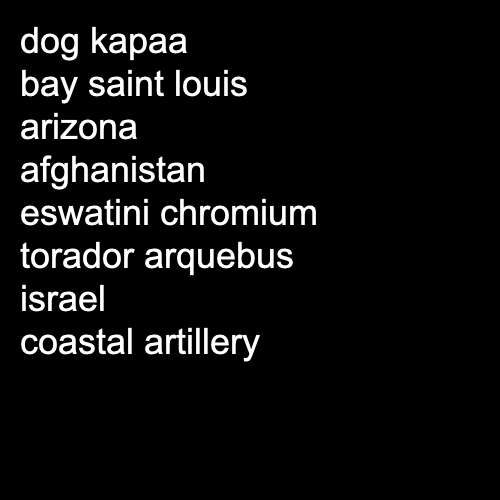 dog kapaa
bay saint louis
arizona
afghanistan
eswatini chromium
torador arquebus
israel
coastal artillery